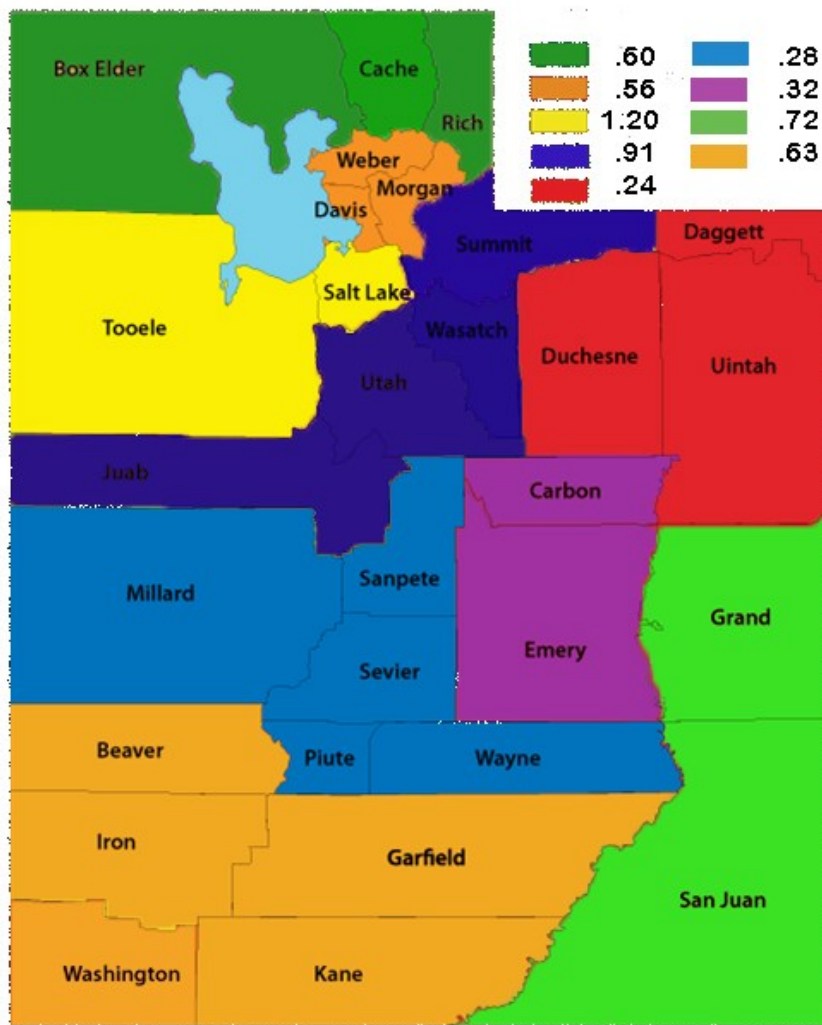 .60 .28
.56 .32
1.20 .72
.91 .63
.24
Box Elder
Cache
Rich
Weber
Morgan
Davis
Summit
Daggett
Salt Lake
Tooele
Wasatch
Duchesne
Uintah
Utah
Juab
Carbon
Millard
Sanpete
Grand
Emery
Sevier
Beaver
Piute
Wayne
Iron
Garfield
San Juan
Washington
Kane